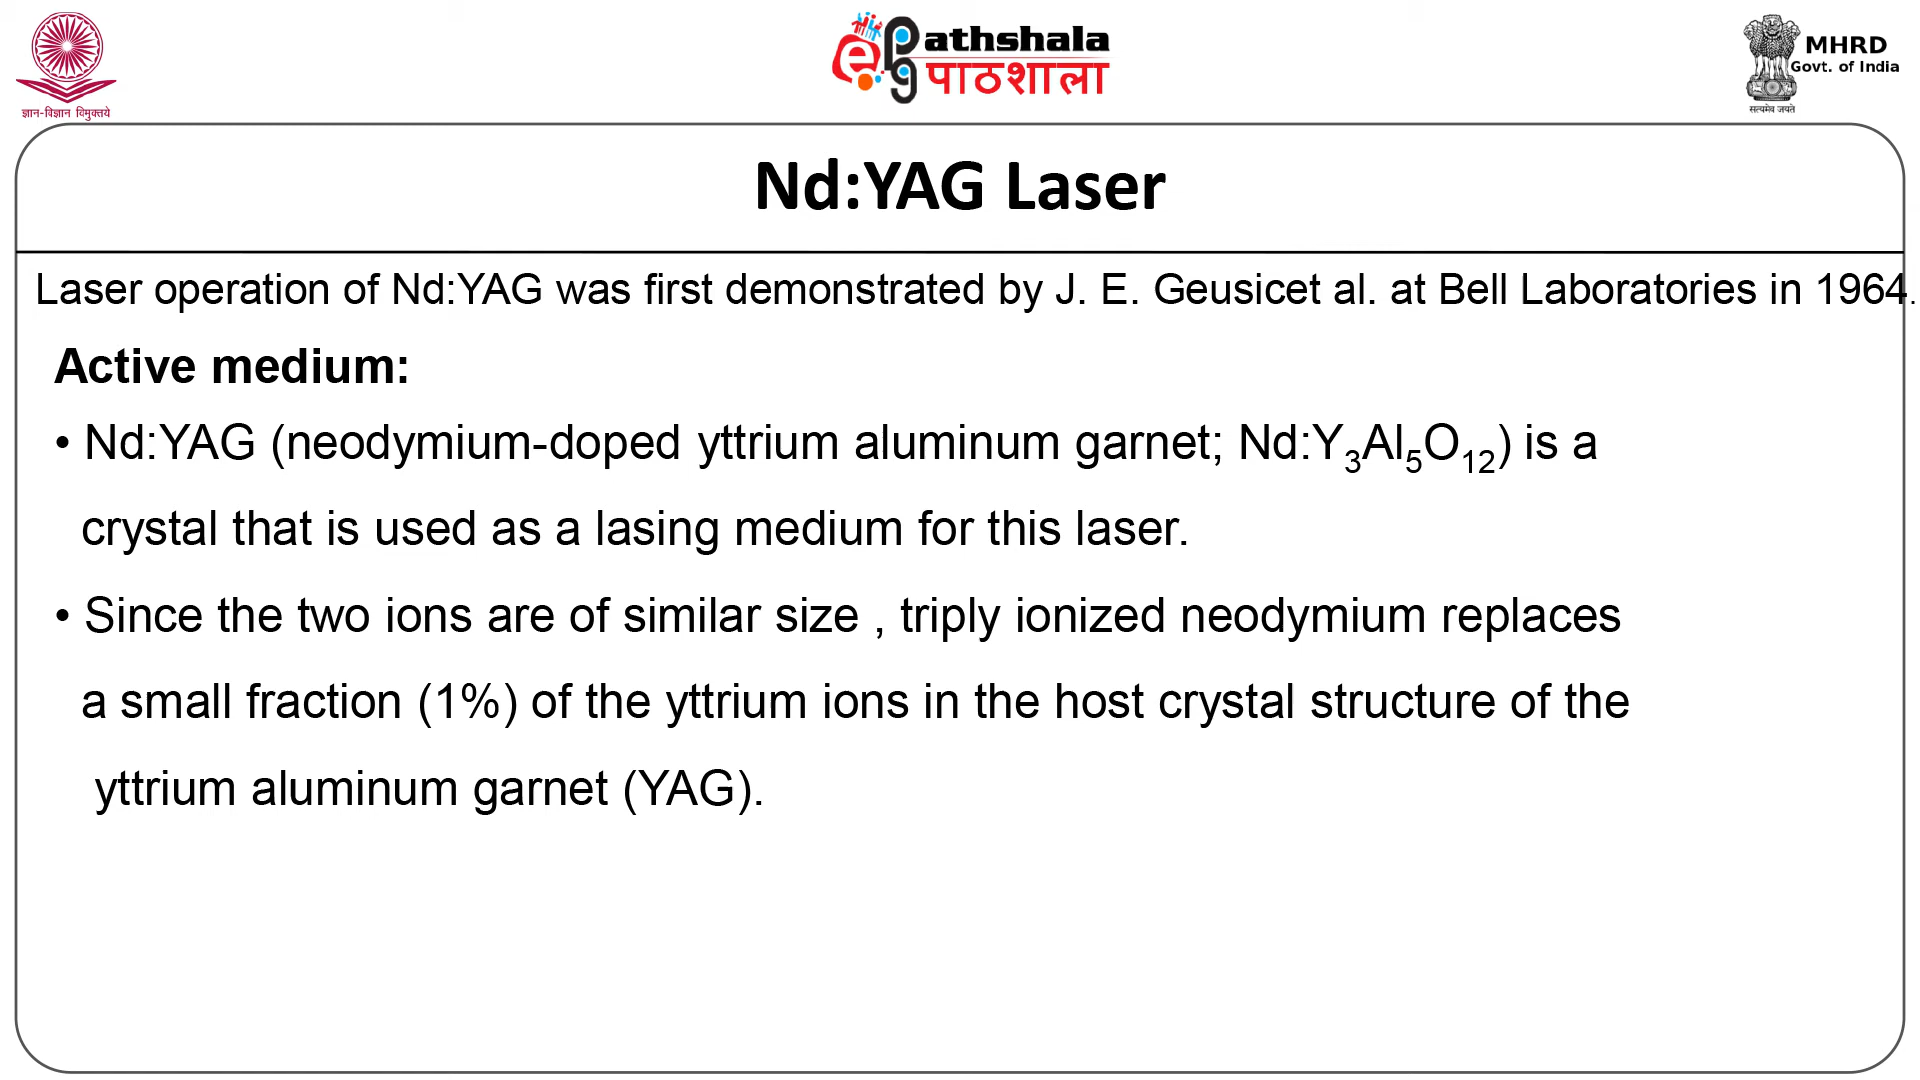 ज्ञान-विज्ञान विमुक्तये
e PG Pathshala
पाठशाला
MHRD
Govt. of India
सत्यमेव जयते
Nd:YAG Laser
Laser operation of Nd:YAG was first demonstrated by J. E. Geusicet al. at Bell Laboratories in 1964.
Active medium:
• Nd:YAG (neodymium-doped yttrium aluminum garnet; Nd:Y₃Al₅O₁₂) is a
crystal that is used as a lasing medium for this laser.
• Since the two ions are of similar size , triply ionized neodymium replaces
a small fraction (1%) of the yttrium ions in the host crystal structure of the
yttrium aluminum garnet (YAG).